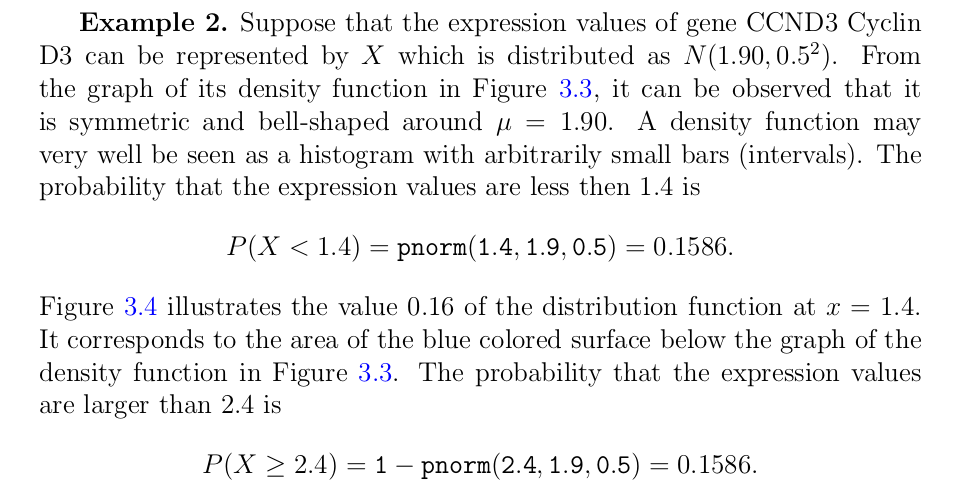 Example 2. Suppose that the expression values of gene CCND3 Cyclin
D3 can be represented by X which is distributed as N(1.90, 0.5²). From
the graph of its density function in Figure 3.3, it can be observed that it
is symmetric and bell-shaped around μ = 1.90. A density function may
very well be seen as a histogram with arbitrarily small bars (intervals). The
probability that the expression values are less then 1.4 is
P(X < 1.4) = pnorm(1.4, 1.9, 0.5) = 0.1586.
Figure 3.4 illustrates the value 0.16 of the distribution function at x = 1.4.
It corresponds to the area of the blue colored surface below the graph of the
density function in Figure 3.3. The probability that the expression values
are larger than 2.4 is
P(X ≥ 2.4) = 1 − pnorm(2.4, 1.9, 0.5) = 0.1586.